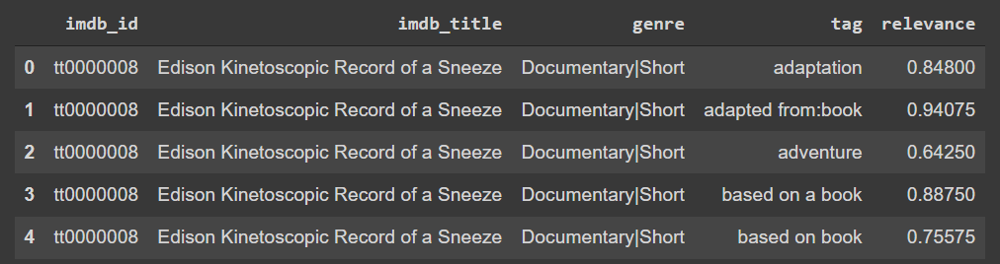 imdb_id imdb_title genre tag relevance
0 tt0000008 Edison Kinetoscopic Record of a Sneeze Documentary|Short adaptation 0.84800
1 tt0000008 Edison Kinetoscopic Record of a Sneeze Documentary|Short adapted from:book 0.94075
2 tt0000008 Edison Kinetoscopic Record of a Sneeze Documentary|Short adventure 0.64250
3 tt0000008 Edison Kinetoscopic Record of a Sneeze Documentary|Short based on a book 0.88750
4 tt0000008 Edison Kinetoscopic Record of a Sneeze Documentary|Short based on book 0.75575